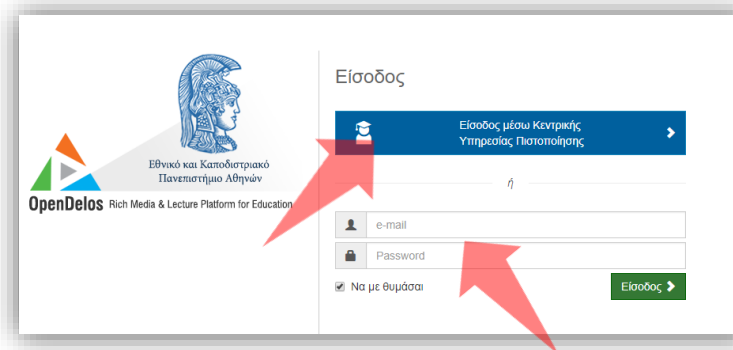 Εθνικό και Καποδιστριακό
Πανεπιστήμιο Αθηνών
OpenDelos Rich Media & Lecture Platform for Education
Είσοδος
Είσοδος μέσω Κεντρικής
Υπηρεσίας Πιστοποίησης
ή
e-mail
Password
Να με θυμάσαι
Είσοδος